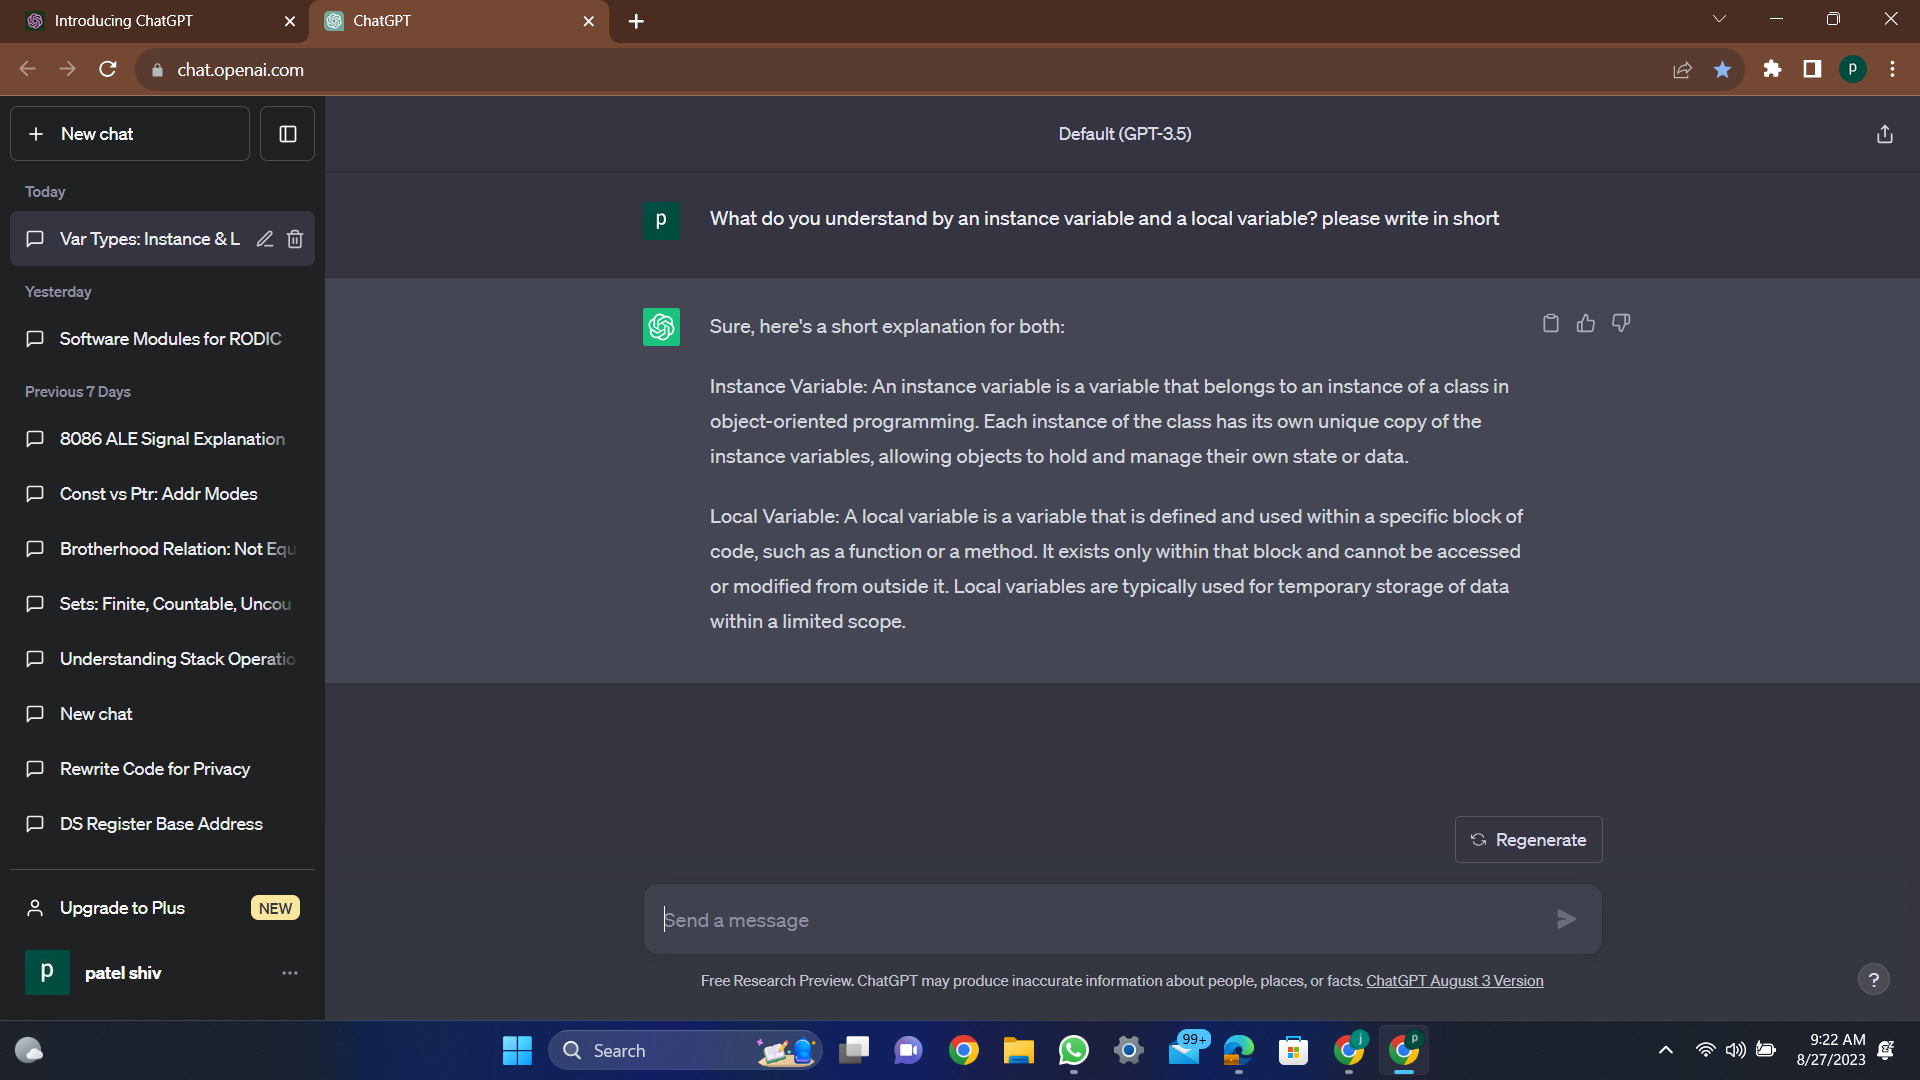 Introducing ChatGPT
ChatGPT
chat.openai.com
p
New chat
Default (GPT-3.5)
Today
Var Types: Instance & L
Yesterday
Software Modules for RODIC
Previous 7 Days
8086 ALE Signal Explanation
Const vs Ptr: Addr Modes
Brotherhood Relation: Not Equ
Sets: Finite, Countable, Uncou
Understanding Stack Operatio
New chat
Rewrite Code for Privacy
DS Register Base Address
Upgrade to Plus NEW
p patel shiv
p What do you understand by an instance variable and a local variable? please write in short
Sure, here's a short explanation for both:
Instance Variable: An instance variable is a variable that belongs to an instance of a class in
object-oriented programming. Each instance of the class has its own unique copy of the
instance variables, allowing objects to hold and manage their own state or data.
Local Variable: A local variable is a variable that is defined and used within a specific block of
code, such as a function or a method. It exists only within that block and cannot be accessed
or modified from outside it. Local variables are typically used for temporary storage of data
within a limited scope.
Regenerate
Send a message
Free Research Preview. ChatGPT may produce inaccurate information about people, places, or facts. ChatGPT August 3 Version
?
Search
99+
j
p
9:22 AM
8/27/2023